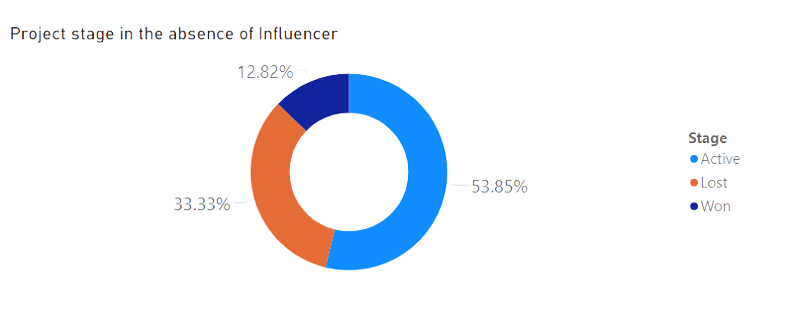 Project stage in the absence of Influencer
12.82%
53.85%
33.33%
Stage
Active
Lost
Won